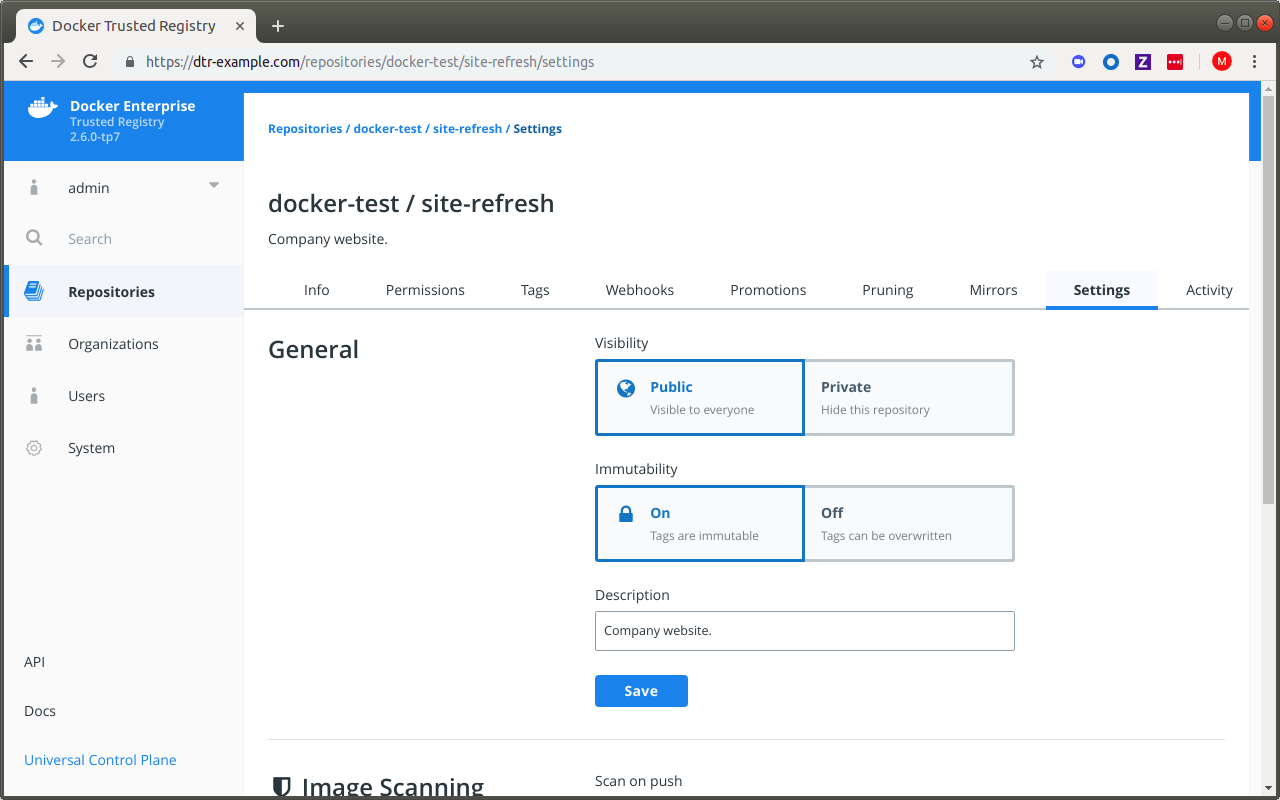 Docker Trusted Registry
https://dtr-example.com/repositories/docker-test/site-refresh/settings
Z
M
Docker Enterprise
Trusted Registry
2.6.0-tp7
admin
Search
Repositories
Organizations
Users
System
API
Docs
Universal Control Plane
Repositories / docker-test / site-refresh / Settings
docker-test / site-refresh
Company website.
Info Permissions Tags Webhooks Promotions Pruning Mirrors Settings Activity
General
Visibility
Public Private
Visible to everyone Hide this repository
Immutability
On Off
Tags are immutable Tags can be overwritten
Description
Company website.
Save
Image Scanning
Scan on push